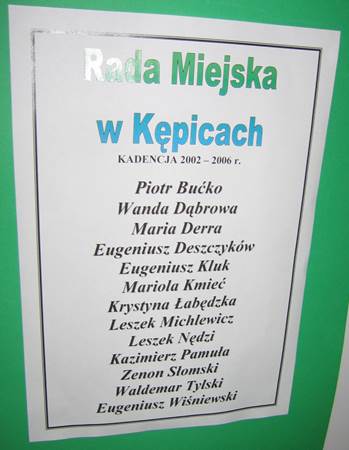 Rada Miejska
w Kępicach
KADENCJA 2002 – 2006 r.
Piotr Bućko
Wanda Dąbrowa
Maria Derra
Eugeniusz Deszczyków
Eugeniusz Kluk
Mariola Kmieć
Krystyna Łabędzka
Leszek Michlewicz
Leszek Nędzi
Kazimierz Pamuła
Zenon Słomski
Waldemar Tylski
Eugeniusz Wiśniewski